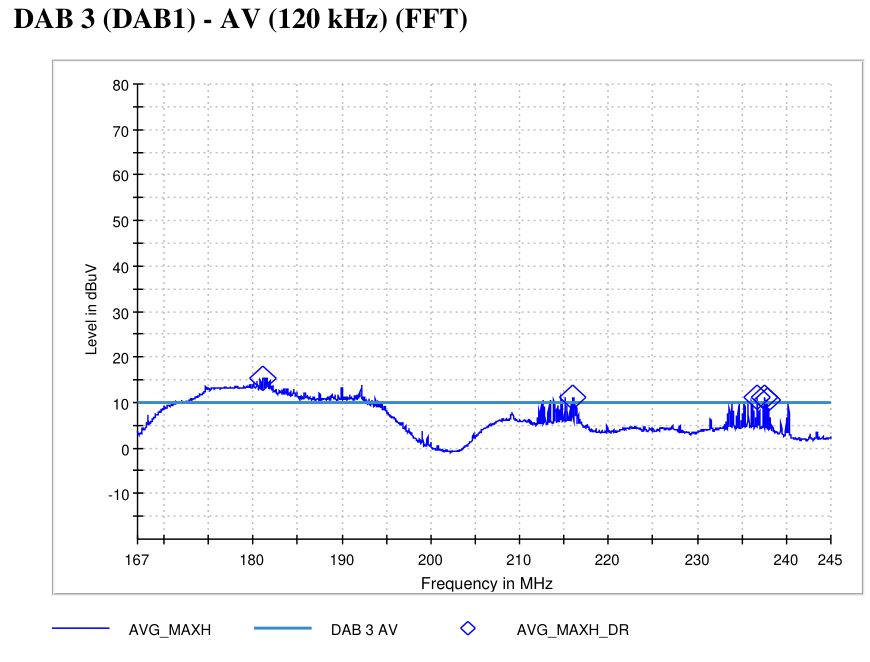 DAB 3 (DAB1) - AV (120 kHz) (FFT)
80
70
60
50
40
30
20
10
0
-10
Level in dBuV
167 180 190 200 210 220 230 240 245
Frequency in MHz
AVG_MAXH DAB 3 AV AVG_MAXH_DR